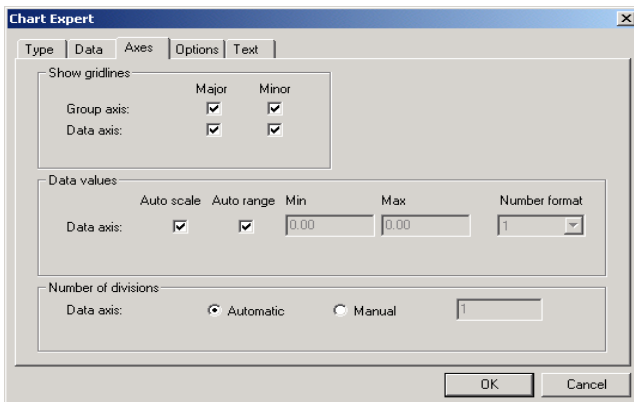 Chart Expert
Type Data Axes Options Text
Show gridlines
Major Minor
Group axis:
Data axis:
Data values
Auto scale Auto range Min Max Number format
Data axis: 0.00 0.00 1
Number of divisions
Data axis: Automatic Manual 1
OK Cancel